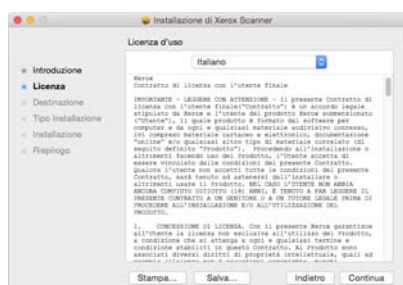 Installazione di Xerox Scanner
Licenza d'uso
Introduzione
Licenza
Destinazione
Tipo installazione
Installazione
Riepilogo
Italiano
Xerox
Contratto di licenza con l'utente finale
IMPORTANTE - LEGGERE CON ATTENZIONE - Il presente Contratto di
licenza con l'utente finale("Contratto") è un accordo legale
stipulato da Xerox e l'utente del prodotto Xerox summenzionato
("Utente"), il quale prodotto è formato dal software per
computer e da ogni e qualsiasi materiale audiovisivo connesso,
ivi compreso materiale cartaceo e elettronico, documentazione
"online" e/o qualsiasi altro tipo di materiale correlato (di
seguito definito "Prodotto"). Procedendo all'installazione o
altrimenti facendo uso del Prodotto, l'Utente accetta di
essere vincolato dalle condizioni del presente Contratto.
Qualora l'utente non accetti tutte le condizioni del presente
Contratto, sarà tenuto ad astenersi dall'installare o
altrimenti usare il Prodotto. NEL CASO L'UTENTE NON ABBIA
ANCORA COMPIUTO DICIOTTO (18) ANNI, È TENUTO A FAR LEGGERE IL
PRESENTE CONTRATTO A UN GENITORE O A UN TUTORE LEGALE PRIMA DI
PROCEDERE ALL'INSTALLAZIONE E/O ALL'UTILIZZAZIONE DEL
PRODOTTO.
1. CONCESSIONE DI LICENZA. Con il presente Xerox garantisce
all'Utente la licenza non esclusiva all'utilizzo del Prodotto,
a condizione che si attenga a ogni e qualsiasi termine e
condizione stabiliti in questo Contratto. Al Prodotto sono
associati diversi diritti di proprietà intellettuale, quali ad
Stampa...
Salva...
Indietro
Continua